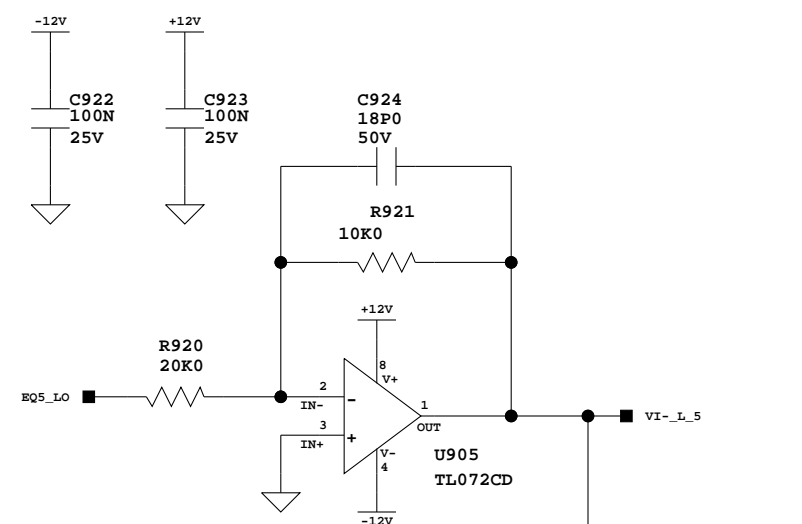 -12V
+12V
C922
100N
25V
C923
100N
25V
C924
18P0
50V
R921
10K0
+12V
R920
20K0
8
V+
EQ5_LO
2
IN-
-
1
OUT
VI-_L_5
3
IN+
+
V-
4
U905
TL072CD
-12V